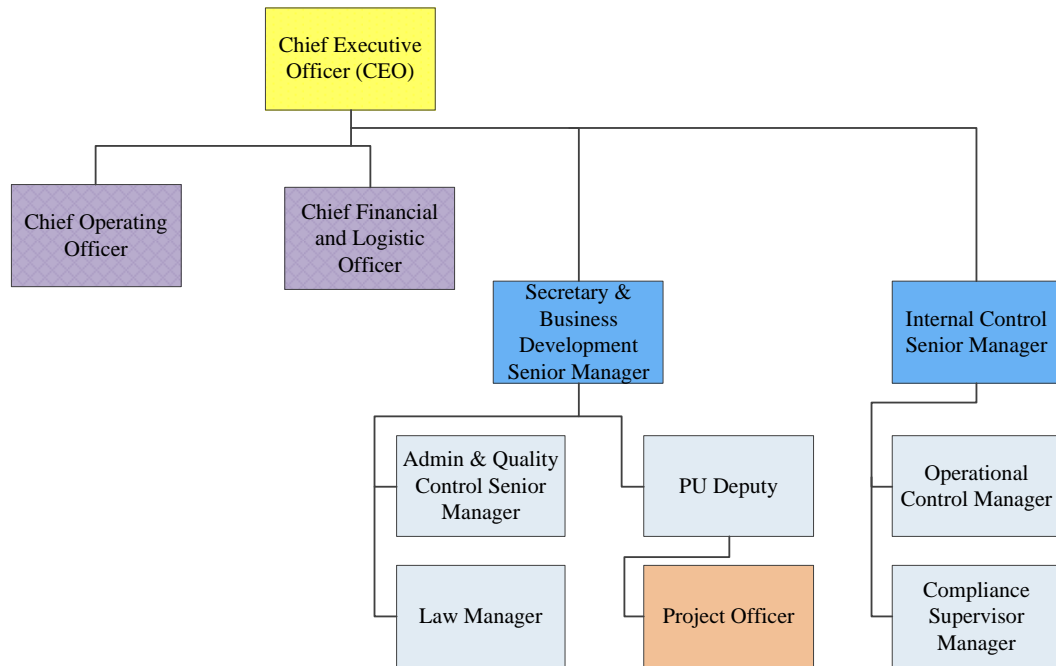 Chief Executive
Officer (CEO)
Chief Operating
Officer
Chief Financial
and Logistic
Officer
Secretary &
Business
Development
Senior Manager
Internal Control
Senior Manager
Admin & Quality
Control Senior
Manager
PU Deputy
Operational
Control Manager
Law Manager
Project Officer
Compliance
Supervisor
Manager